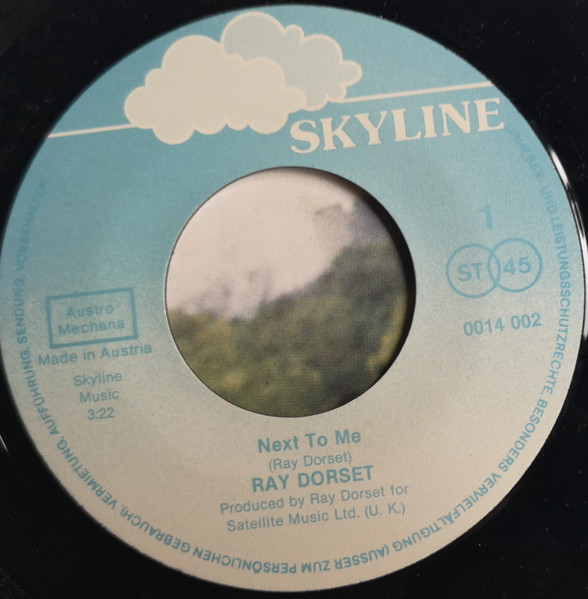 SKYLINE
1
ST 45
0014 002
Austro
Mechana
Made in Austria
Skyline
Music
3:22
Next To Me
(Ray Dorset)
RAY DORSET
Produced by Ray Dorset for
Satellite Music Ltd. (U. K.)
URHEBER- UND LEISTUNGSSCHUTZRECHTE, BESONDERS VERVIELFÄLTIGUNG (AUSSER ZUM PERSÖNLICHEN GEBRAUCH), VERMIETUNG, AUFFÜHRUNG, SENDUNG, VORBEHALTEN